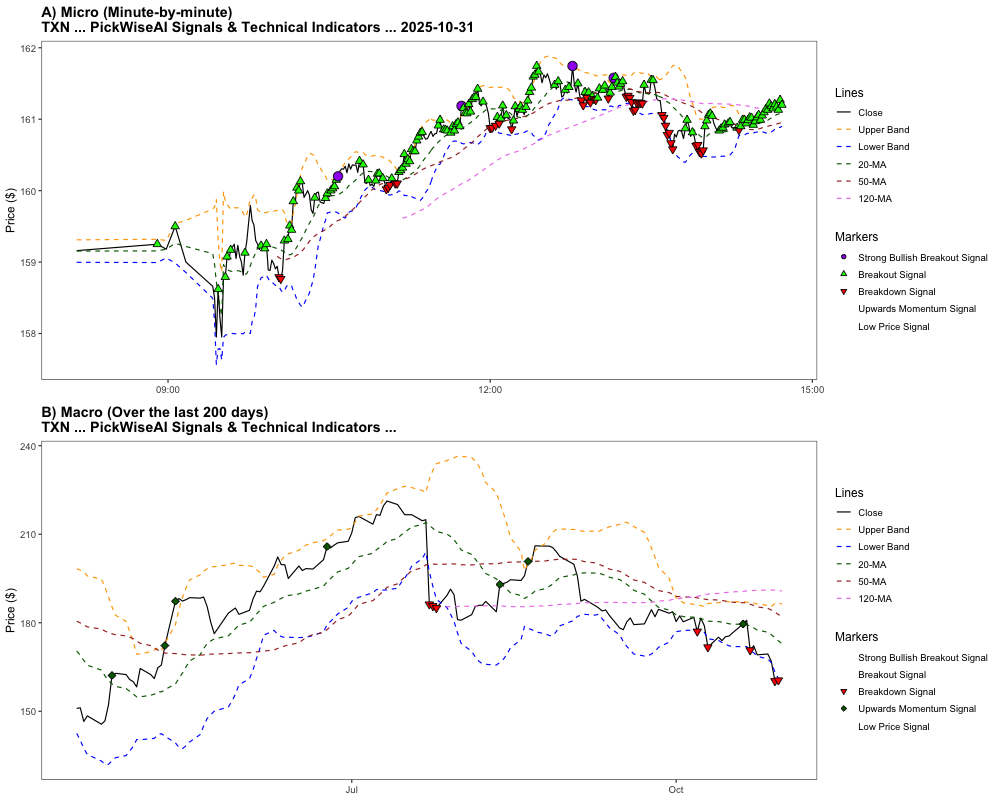 A) Micro (Minute-by-minute)
TXN ... PickWiseAI Signals & Technical Indicators ... 2025-10-31
162
161
160
159
158
Price ($)
09:00
12:00
15:00
Lines
Close
Upper Band
Lower Band
20-MA
50-MA
120-MA
Markers
Strong Bullish Breakout Signal
Breakout Signal
Breakdown Signal
Upwards Momentum Signal
Low Price Signal
B) Macro (Over the last 200 days)
TXN ... PickWiseAI Signals & Technical Indicators ...
240
210
180
150
Price ($)
Jul
Oct
Lines
Close
Upper Band
Lower Band
20-MA
50-MA
120-MA
Markers
Strong Bullish Breakout Signal
Breakout Signal
Breakdown Signal
Upwards Momentum Signal
Low Price Signal